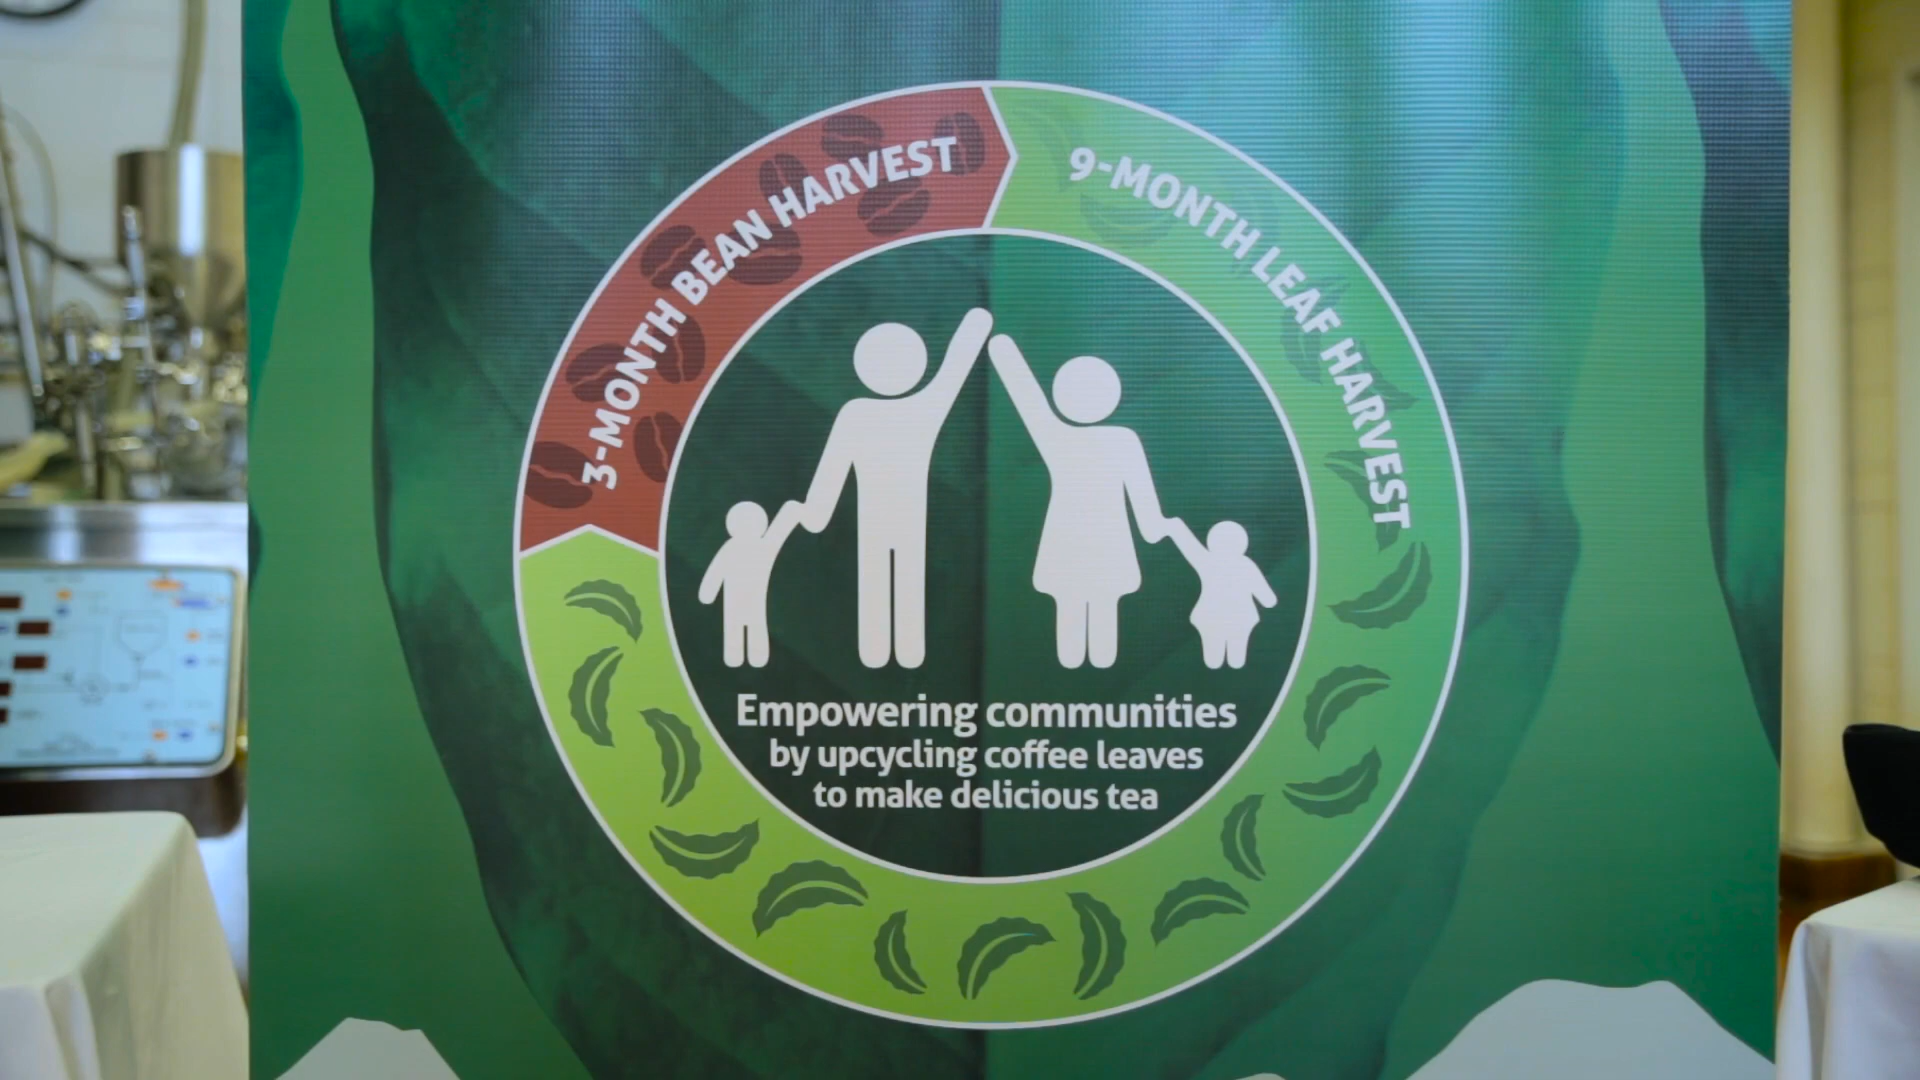 3-MONTH BEAN HARVEST
9-MONTH LEAF HARVEST
Empowering communities
by upcycling coffee leaves
to make delicious tea